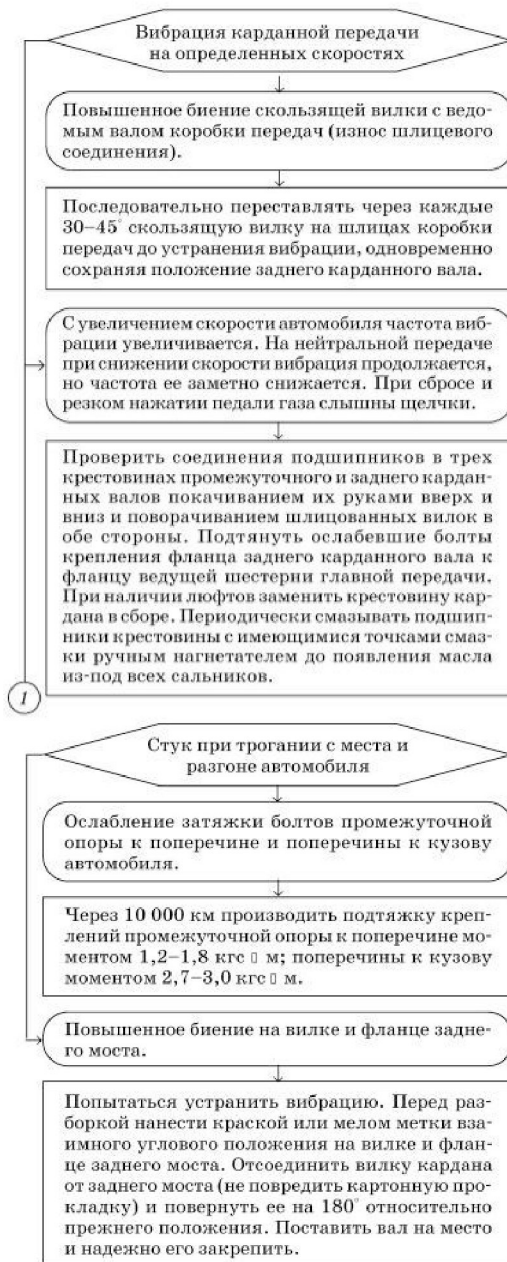 Вибрация карданной передачи
на определенных скоростях
Повышенное биение скользящей вилки с ведо-
мым валом коробки передач (износ шлицевого
соединения).
Последовательно переставлять через каждые
30–45° скользящую вилку на шлицах коробки
передач до устранения вибрации, одновременно
сохраняя положение заднего карданного вала.
С увеличением скорости автомобиля частота виб-
рации увеличивается. На нейтральной передаче
при снижении скорости вибрация продолжается,
но частота ее заметно снижается. При сбросе и
резком нажатии педали газа слышны щелчки.
Проверить соединения подшипников в трех
крестовинах промежуточного и заднего кардан-
ных валов покачиванием их руками вверх и
вниз и поворачиванием шлицованных вилок в
обе стороны. Подтянуть ослабевшие болты
крепления фланца заднего карданного вала к
фланцу ведущей шестерни главной передачи.
При наличии люфтов заменить крестовину кар-
дана в сборе. Периодически смазывать подшип-
ники крестовины с имеющимися точками смаз-
ки ручным нагнетателем до появления масла
из-под всех сальников.
1
Стук при трогании с места и
разгоне автомобиля
Ослабление затяжки болтов промежуточной
опоры к поперечине и поперечины к кузову
автомобиля.
Через 10 000 км производить подтяжку креп-
лений промежуточной опоры к поперечине мо-
ментом 1,2–1,8 кгс▯м; поперечины к кузову
моментом 2,7–3,0 кгс▯м.
Повышенное биение на вилке и фланце задне-
го моста.
Попытаться устранить вибрацию. Перед раз-
боркой нанести краской или мелом метки вза-
имного углового положения на вилке и флан-
це заднего моста. Отсоединить вилку кардана
от заднего моста (не повредить картонную про-
кладку) и повернуть ее на 180° относительно
прежнего положения. Поставить вал на место
и надежно его закрепить.